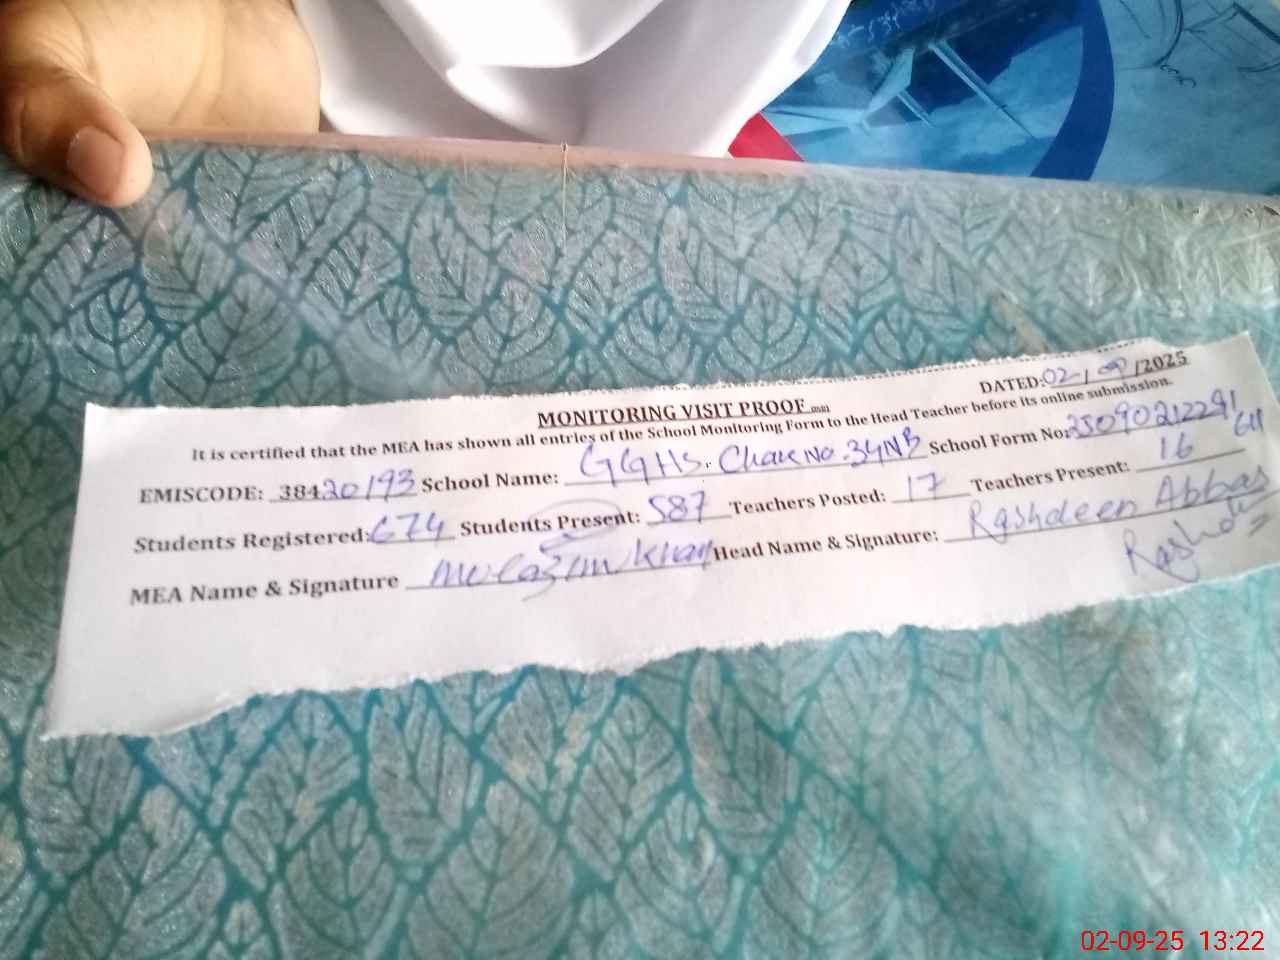 DATED: 02/09/2025
MONITORING VISIT PROOF
It is certified that the MEA has shown all entries of the School Monitoring Form to the Head Teacher before its online submission.
EMISCODE: 38420193 School Name: GGHS. Chak No. 34NB School Form No: 2509021229161
Students Registered: 674 Students Present: 587 Teachers Posted: 17 Teachers Present: 16
MEA Name & Signature Khan Head Name & Signature: Rashdeen Abbas
02-09-25 13:22